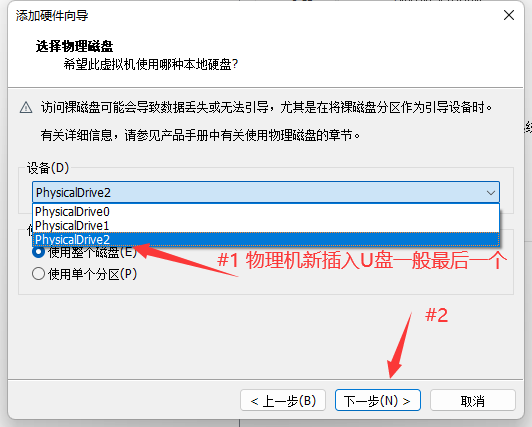 添加硬件向导
选择物理磁盘
希望此虚拟机使用哪种本地硬盘?
访问裸磁盘可能会导致数据丢失或无法引导，尤其是在将裸磁盘分区作为引导设备时。
有关详细信息，请参见产品手册中有关使用物理磁盘的章节。
设备(D)
PhysicalDrive2
PhysicalDrive0
PhysicalDrive1
PhysicalDrive2
使用整个磁盘(E)
#1 物理机新插入U盘一般最后一个
使用单个分区(P)
#2
< 上一步(B) 下一步(N) > 取消